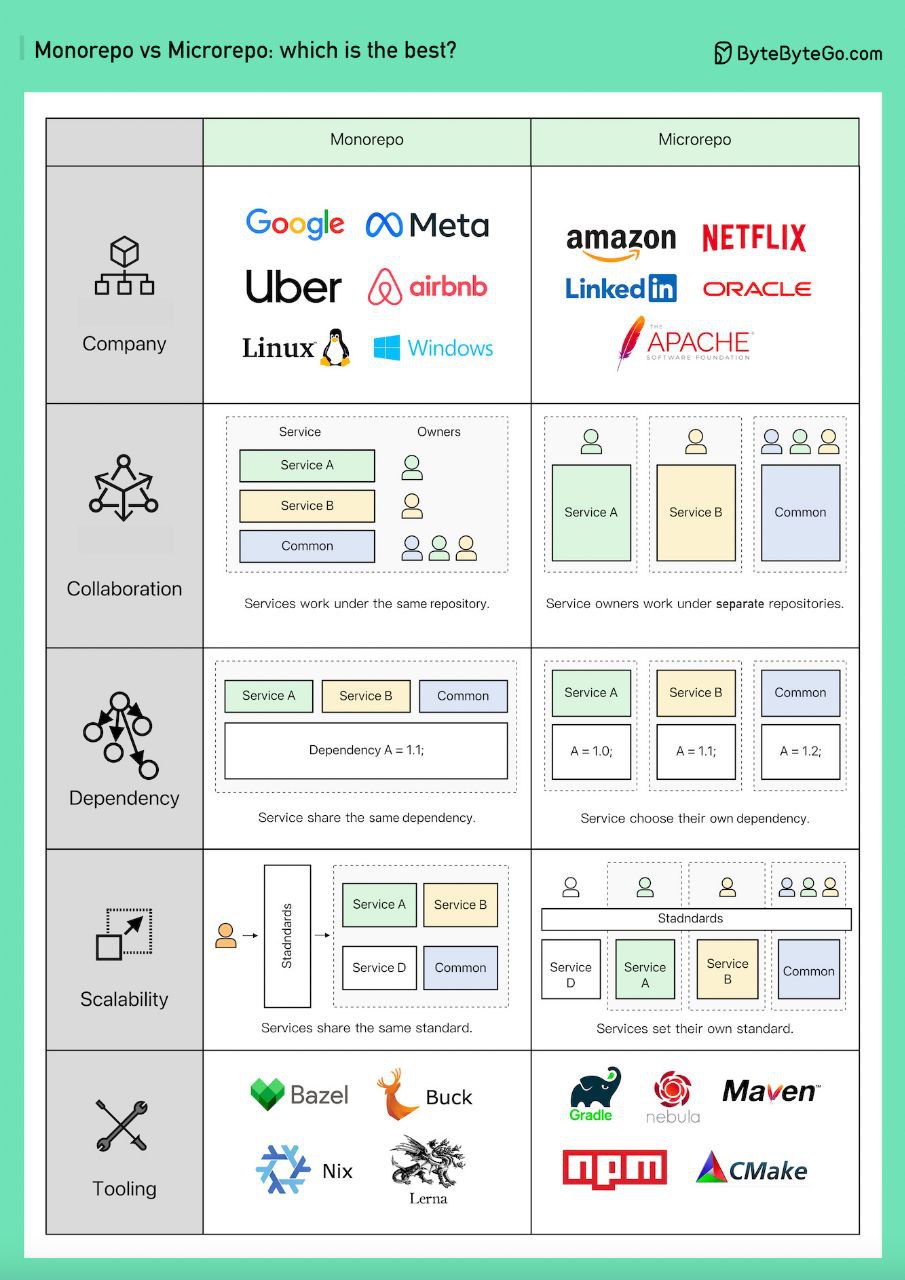 Monorepo vs Microrepo: which is the best?
ByteByteGo.com
Monorepo
Microrepo
Company
Google
Meta
Uber
airbnb
Linux
Windows
amazon
NETFLIX
Linked in
ORACLE
THE
APACHE
SOFTWARE FOUNDATION
Collaboration
Service
Owners
Service A
Service B
Common
Services work under the same repository.
Service A
Service B
Common
Service owners work under separate repositories.
Dependency
Service A
Service B
Common
Dependency A = 1.1;
Service share the same dependency.
Service A
Service B
Common
A = 1.0;
A = 1.1;
A = 1.2;
Service choose their own dependency.
Scalability
Stadndards
Service A
Service B
Service D
Common
Services share the same standard.
Stadndards
Service
D
Service
A
Service
B
Common
Services set their own standard.
Tooling
Bazel
Buck
Nix
Lerna
Gradle
nebula
Maven™
npm
CMake